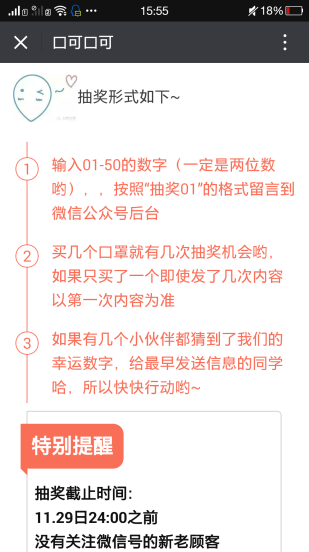 15:55
18%
口可口可
抽奖形式如下~
1 输入01-50的数字（一定是两位数
哟），，按照“抽奖01”的格式留言到
微信公众号后台
2 买几个口罩就有几次抽奖机会哟，
如果只买了一个即使发了几次内容
以第一次内容为准
3 如果有几个小伙伴都猜到了我们的
幸运数字，给最早发送信息的同学
哈，所以快快行动哟~
特别提醒
抽奖截止时间：
11.29日24:00之前
没有关注微信号的新老顾客